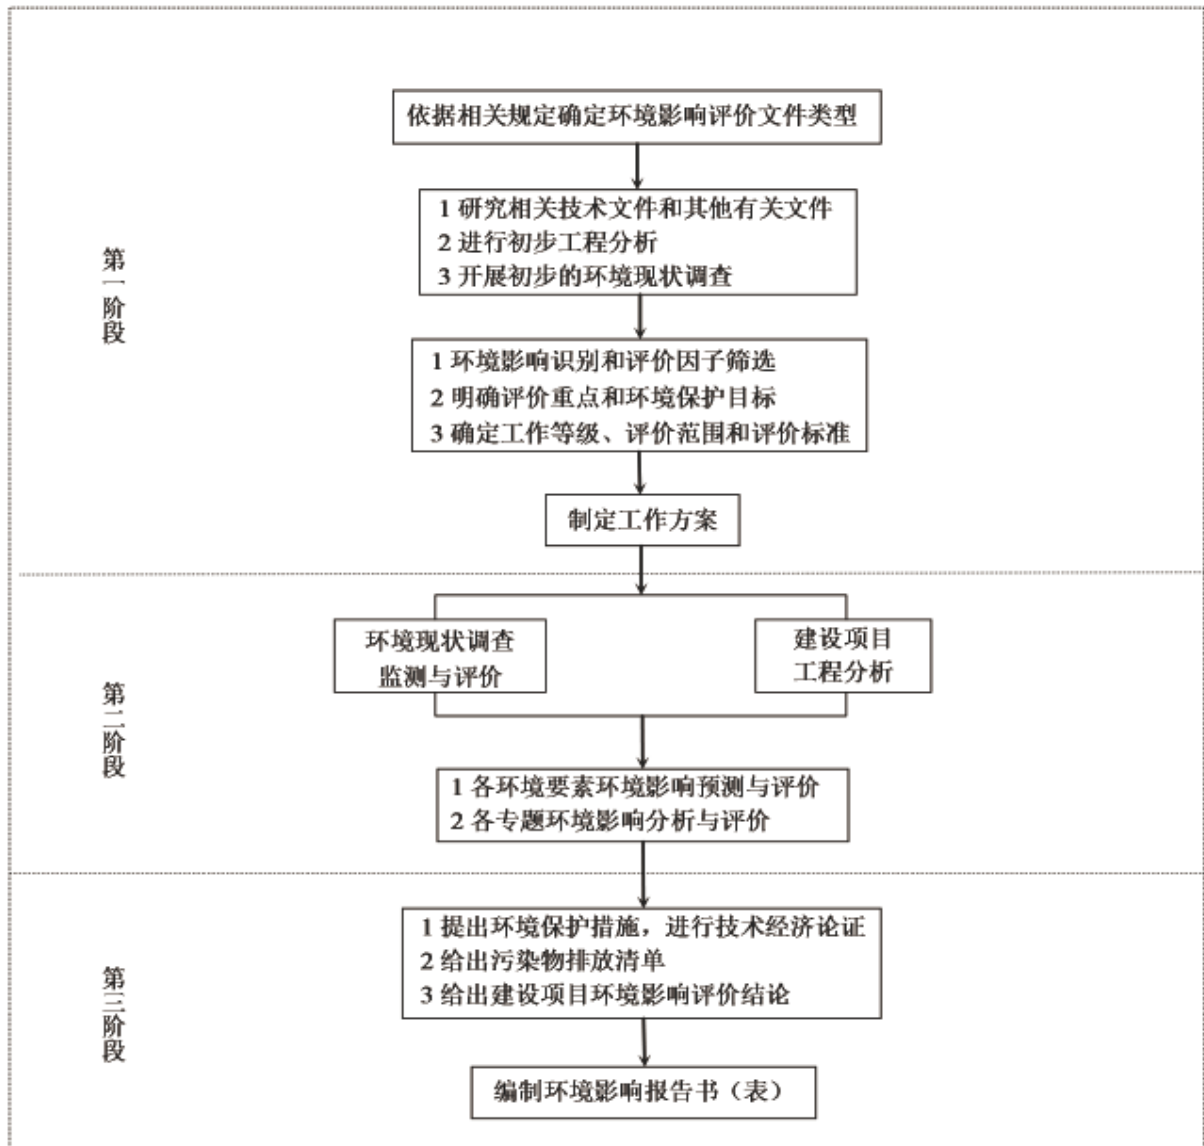 依据相关规定确定环境影响评价文件类型
1 研究相关技术文件和其他有关文件
2 进行初步工程分析
3 开展初步的环境现状调查
第一阶段
1 环境影响识别和评价因子筛选
2 明确评价重点和环境保护目标
3 确定工作等级、评价范围和评价标准
制定工作方案
环境现状调查
监测与评价
建设项目
工程分析
第二阶段
1 各环境要素环境影响预测与评价
2 各专题环境影响分析与评价
1 提出环境保护措施，进行技术经济论证
2 给出污染物排放清单
3 给出建设项目环境影响评价结论
第三阶段
编制环境影响报告书（表）